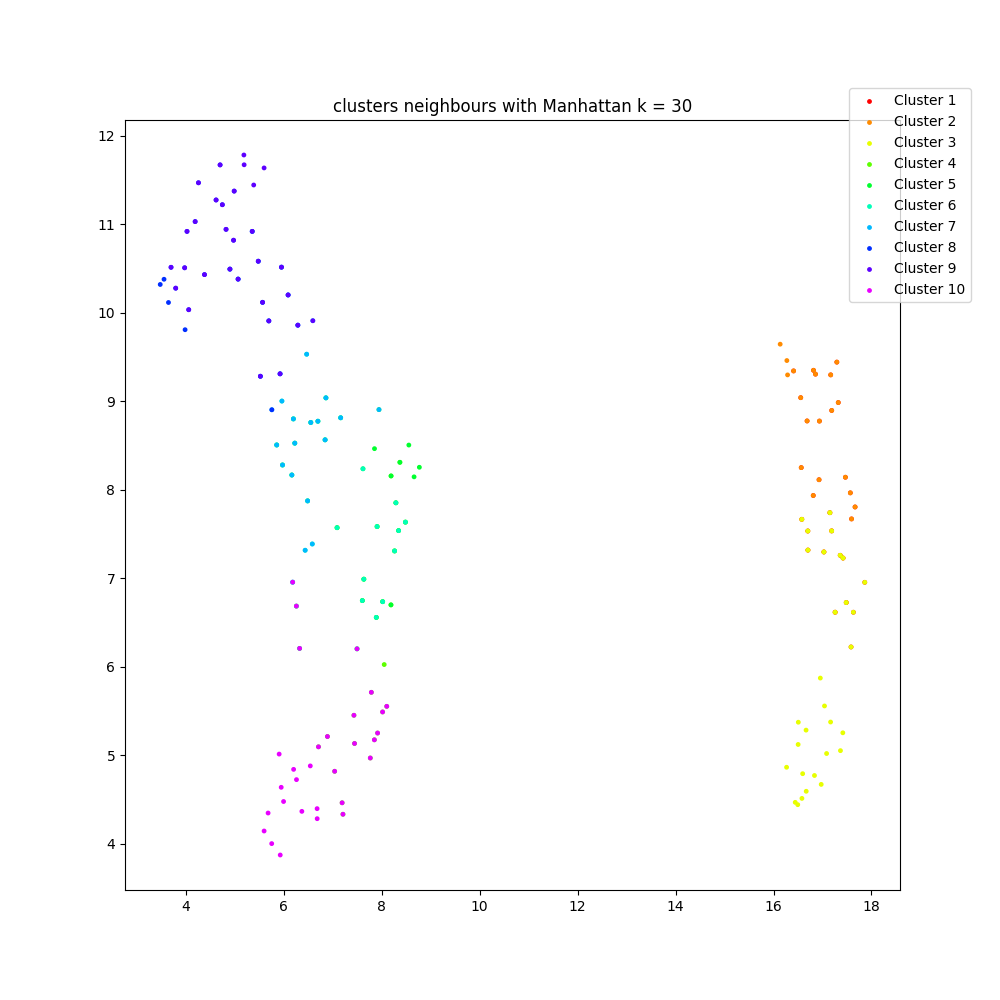 clusters neighbours with Manhattan k = 30
Cluster 1
Cluster 2
Cluster 3
Cluster 4
Cluster 5
Cluster 6
Cluster 7
Cluster 8
Cluster 9
Cluster 10
12
11
10
9
8
7
6
5
4
4 6 8 10 12 14 16 18